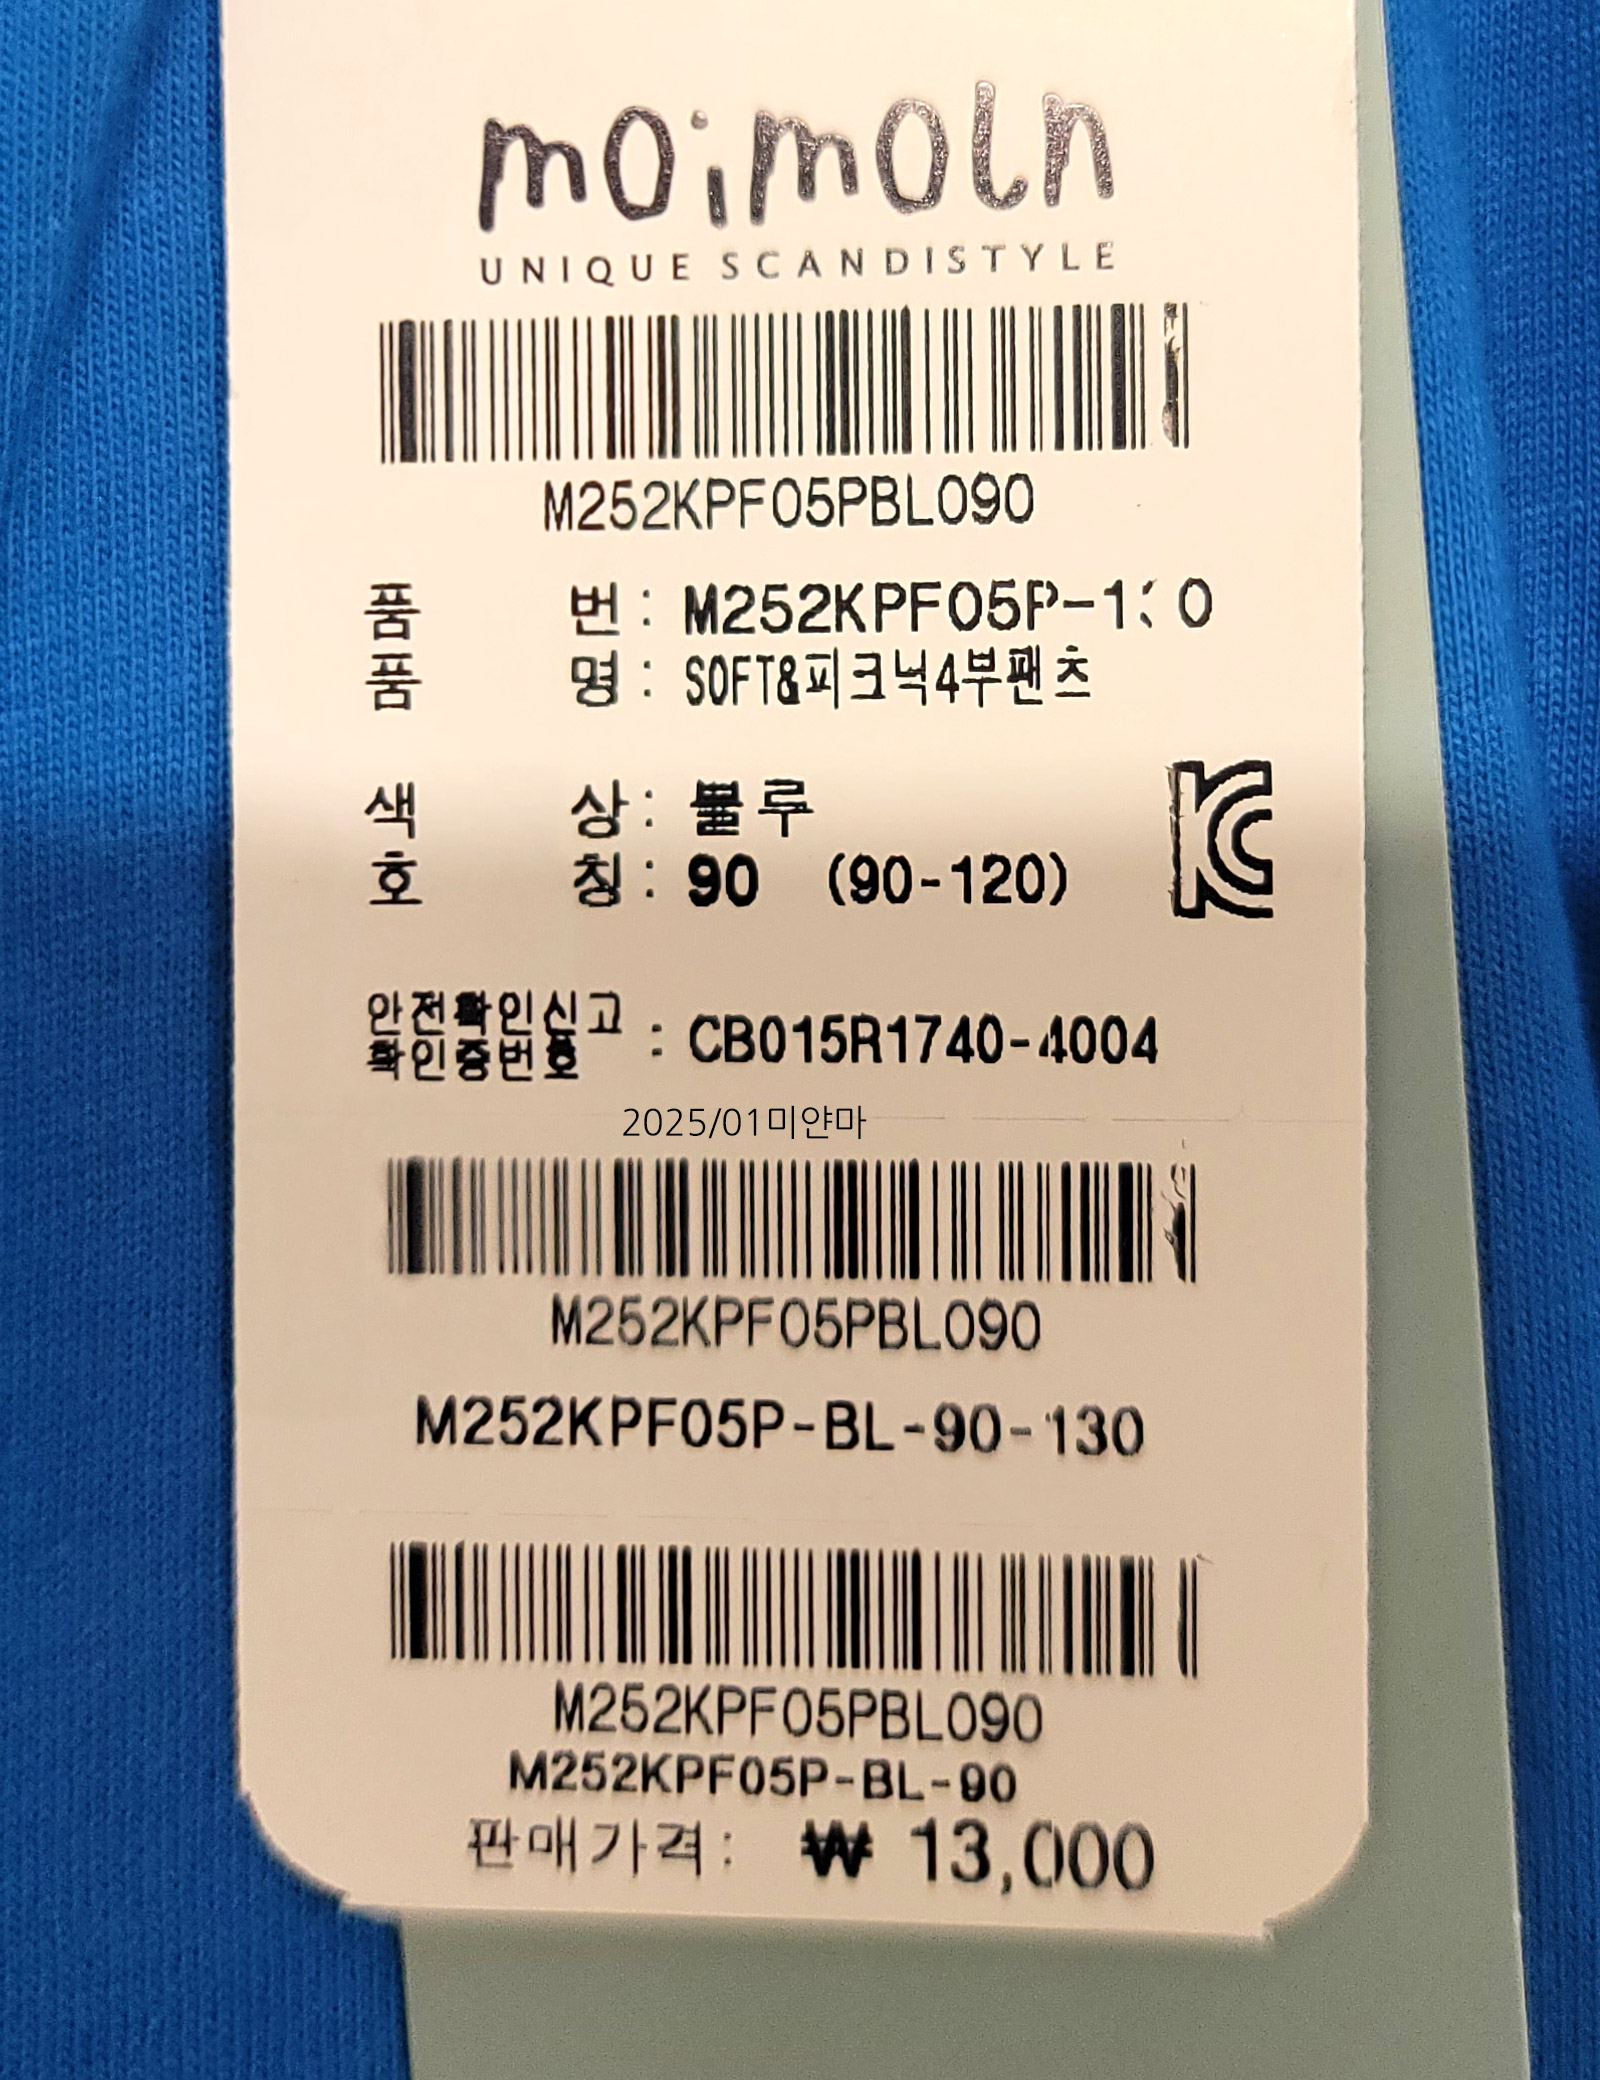 moimoln
UNIQUE SCANDISTYLE
M252KPF05PBL090
품 번 : M252KPF05P-130
품 명 : SOFT&피크닉4부팬츠
색 상 : 블루
호 칭 : 90 (90-120)
KC
안전확인신고
확인증번호 : CB015R1740-4004
2025/01미얀마
M252KPF05PBL090
M252KPF05P-BL-90-130
M252KPF05PBL090
M252KPF05P-BL-90
판매가격: ₩ 13,000